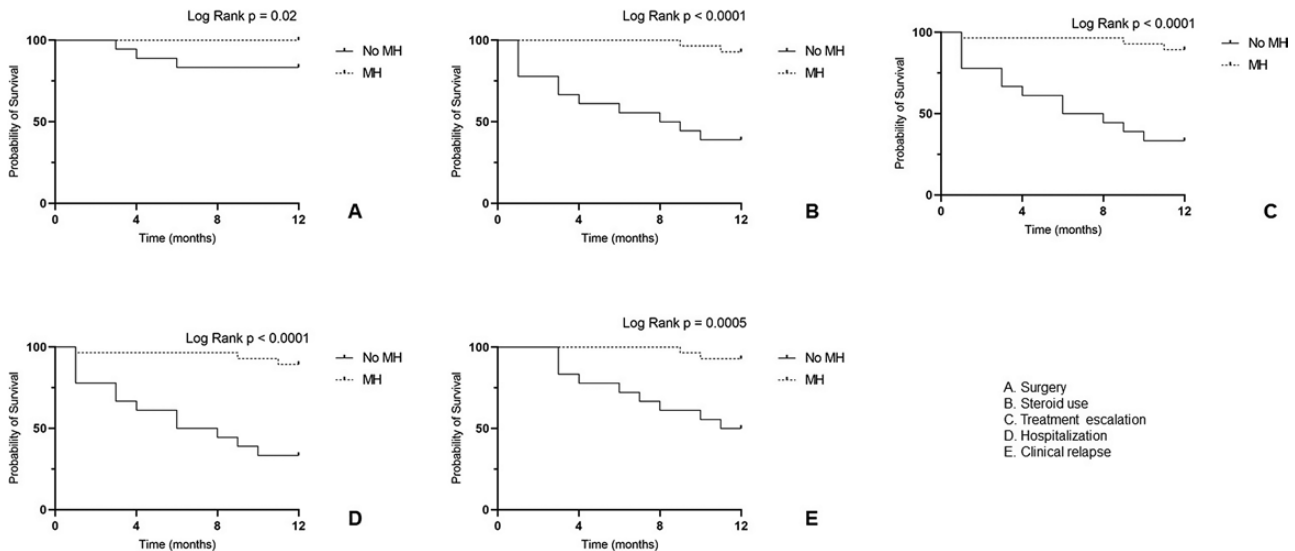 Log Rank p = 0.02
100
50
0
Probability of Survival
0
4
8
12
Time (months)
No MH
MH
A
Log Rank p < 0.0001
100
50
0
Probability of Survival
0
4
8
12
Time (months)
No MH
MH
B
Log Rank p < 0.0001
100
50
0
Probability of Survival
0
4
8
12
Time (months)
No MH
MH
C
Log Rank p < 0.0001
100
50
0
Probability of Survival
0
4
8
12
Time (months)
No MH
MH
D
Log Rank p = 0.0005
100
50
0
Probability of Survival
0
4
8
12
Time (months)
No MH
MH
E
A. Surgery
B. Steroid use
C. Treatment escalation
D. Hospitalization
E. Clinical relapse